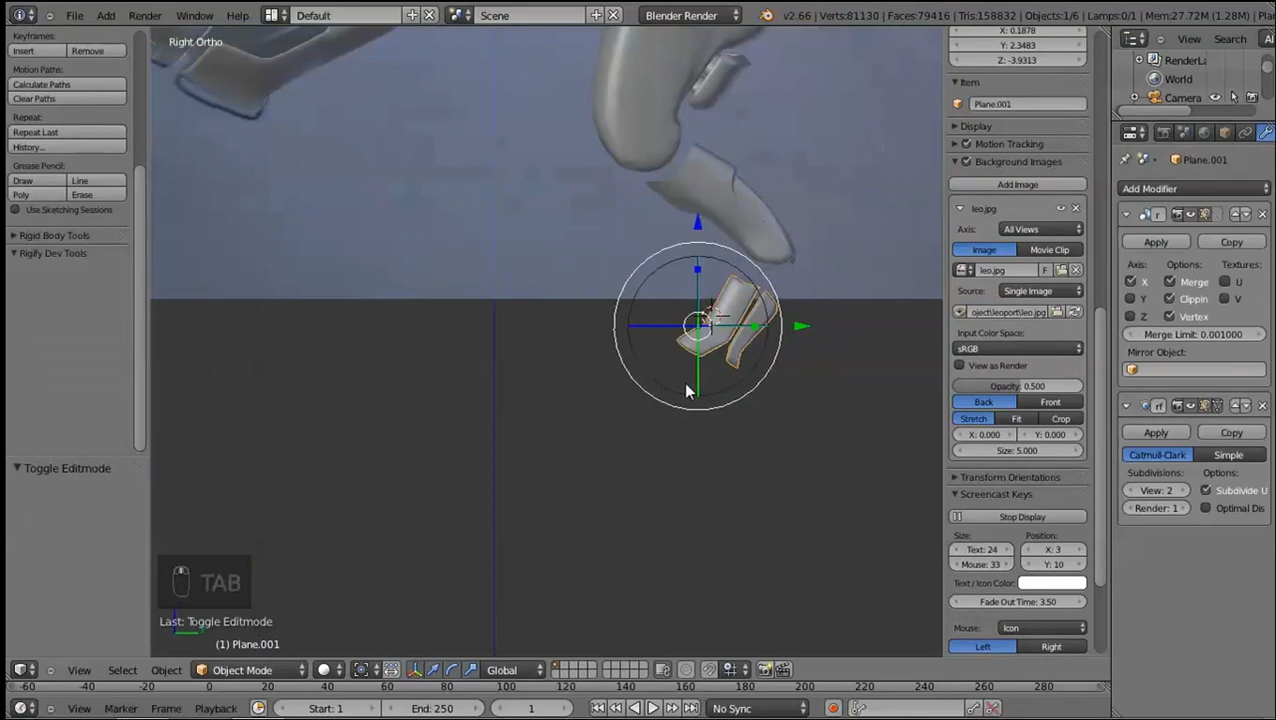 File Add Render Window Help Default Scene Blender Render v2.66 | Verts:81130 | Faces:79416 | Tris:158832 | Objects:1/6 | Lamps:0/1 | Mem:27.72M (1.28M) |
Keyframes:
Insert Remove
Motion Paths:
Calculate Paths
Clear Paths
Repeat:
Repeat Last
History...
Grease Pencil:
Draw Line
Poly Erase
Use Sketching Sessions
Rigid Body Tools
Rigify Dev Tools
Toggle Editmode
Right Ortho
TAB
Last: Toggle Editmode
(1) Plane.001
X: 0.1878
Y: 2.3483
Z: -3.9313
Item
Plane.001
Display
Motion Tracking
Background Images
Add Image
leo.jpg
Axis: All Views
Image Movie Clip
leo.jpg F
Source: Single Image
oject\leoport\leo.jpg
Input Color Space:
sRGB
View as Render
Opacity: 0.500
Back Front
Stretch Fit Crop
X: 0.000 Y: 0.000
Size: 5.000
Transform Orientations
Screencast Keys
Stop Display
Size: Position:
Text: 24 X: 3
Mouse: 33 Y: 10
Text / Icon Color:
Fade Out Time: 3.50
Mouse: Icon
Left Right
View Search Al
RenderLa
World
Camera
Plane.001
Add Modifier
Apply Copy
Axis: Options: Textures:
X Merge U
Y Clippin V
Z Vertex
Merge Limit: 0.001000
Mirror Object:
Apply Copy
Catmull-Clark Simple
Subdivisions: Options:
View: 2 Subdivide U
Render: 1 Optimal Dis
View Select Object Object Mode Global
-60 -40 -20 0 20 40 60 80 100 120 140 160 180 200 220 240 260 280
View Marker Frame Playback Start: 1 End: 250 1 No Sync